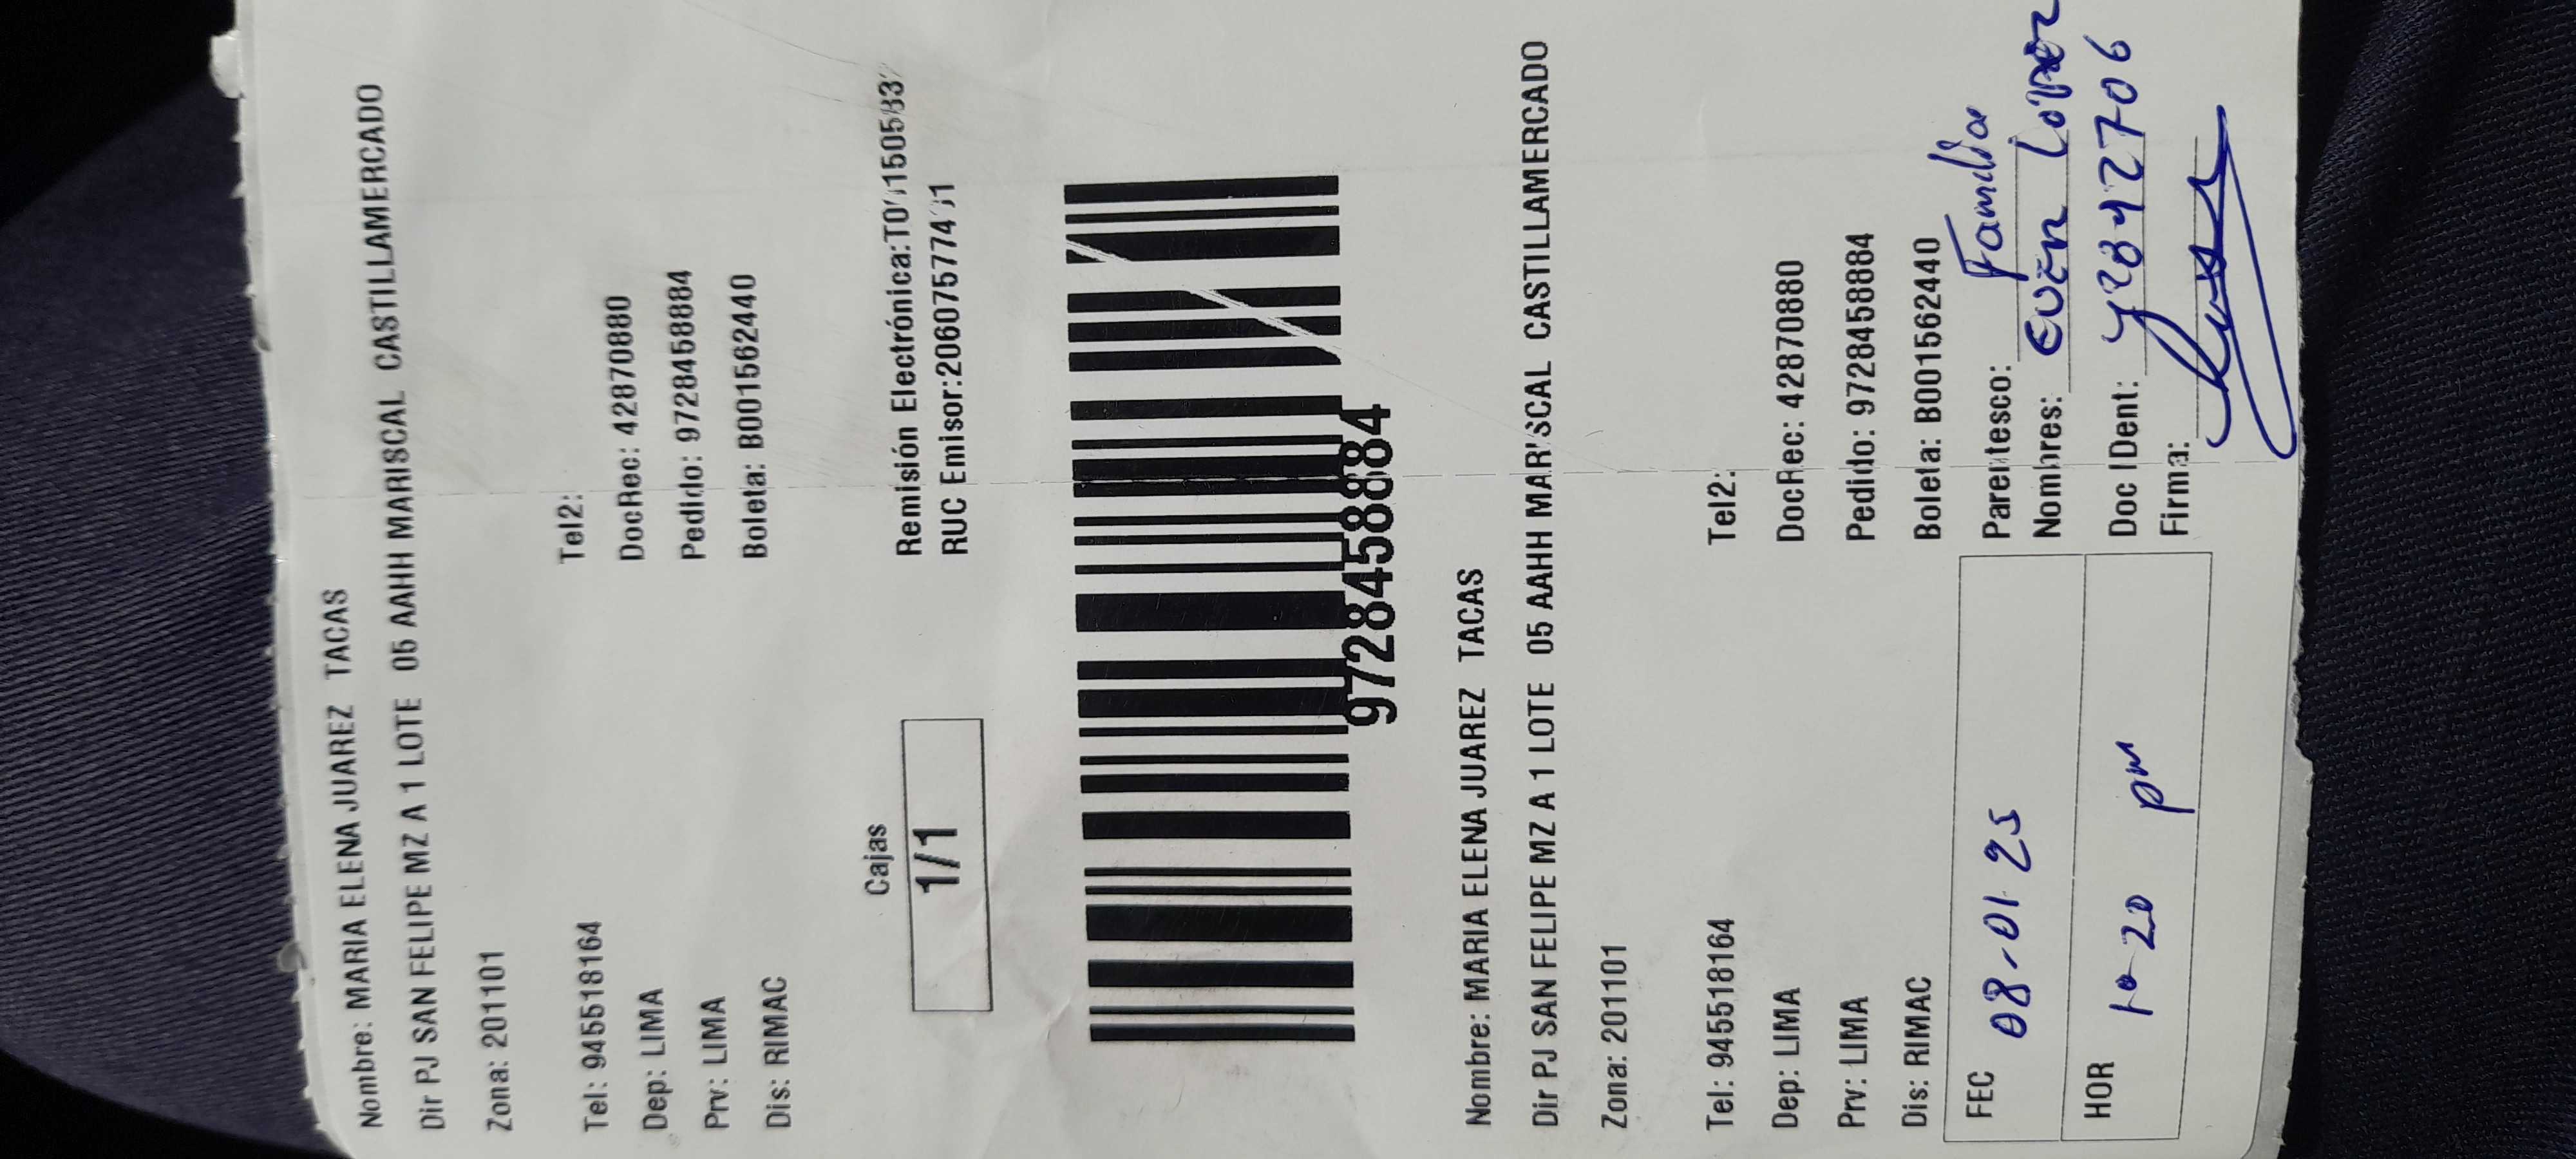 Nombre: MARIA ELENA JUAREZ TACAS
Dir PJ SAN FELIPE MZ A 1 LOTE 05 AAHH MARISCAL CASTILLAMERCADO
Zona: 201101
Tel: 945518164 Tel2:
Dep: LIMA DocRec: 42870880
Prv: LIMA Pedido: 9728458884
Dis: RIMAC Boleta: B001562440
Cajas
1/1
Remisión Electrónica:
RUC Emisor:
9728458884
Nombre: MARIA ELENA JUAREZ TACAS
Dir PJ SAN FELIPE MZ A 1 LOTE 05 AAHH MARISCAL CASTILLAMERCADO
Zona: 201101
Tel: 945518164 Tel2:
Dep: LIMA DocRec: 42870880
Prv: LIMA Pedido: 9728458884
Dis: RIMAC Boleta: B001562440
FEC 08-01 25
HOR 20 pm
Parentesco: Familia
Nombres: Lopez
Doc IDent:
Firma: